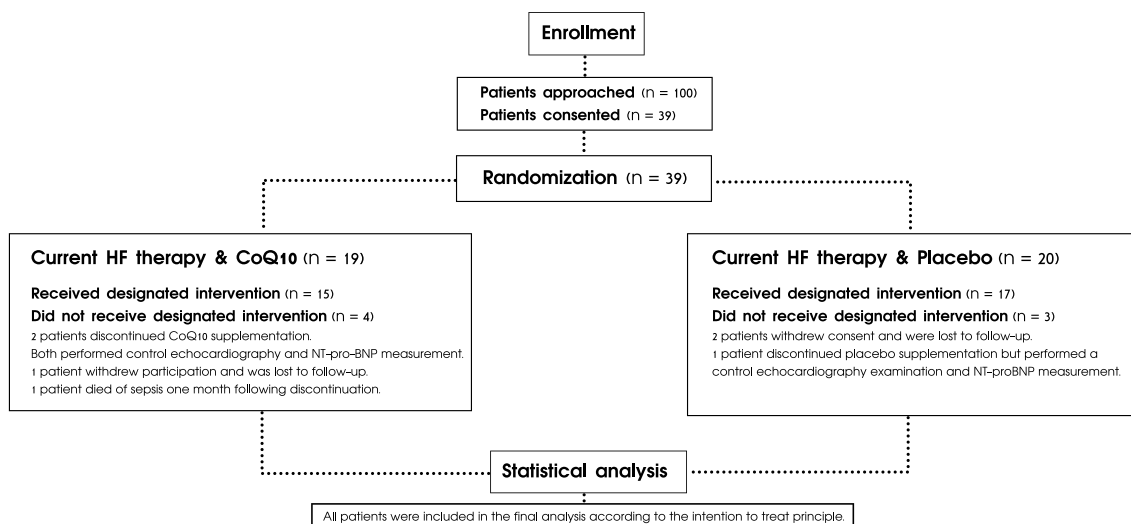 Enrollment
Patients approached (n = 100)
Patients consented (n = 39)
Randomization (n = 39)
Current HF therapy & CoQ10 (n = 19)
Received designated intervention (n = 15)
Did not receive designated intervention (n = 4)
2 patients discontinued CoQ10 supplementation.
Both performed control echocardiography and NT-pro-BNP measurement.
1 patient withdrew participation and was lost to follow-up.
1 patient died of sepsis one month following discontinuation.
Current HF therapy & Placebo (n = 20)
Received designated intervention (n = 17)
Did not receive designated intervention (n = 3)
2 patients withdrew consent and were lost to follow-up.
1 patient discontinued placebo supplementation but performed a
control echocardiography examination and NT-proBNP measurement.
Statistical analysis
All patients were included in the final analysis according to the intention to treat principle.